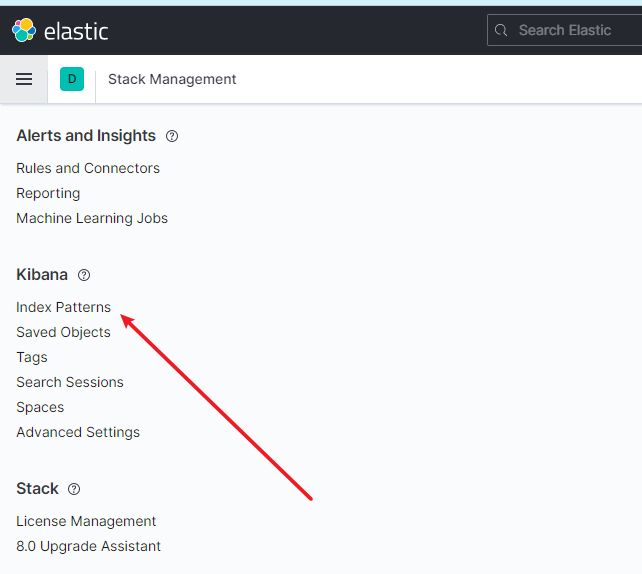 elastic
Search Elastic
D
Stack Management
Alerts and Insights
Rules and Connectors
Reporting
Machine Learning Jobs
Kibana
Index Patterns
Saved Objects
Tags
Search Sessions
Spaces
Advanced Settings
Stack
License Management
8.0 Upgrade Assistant